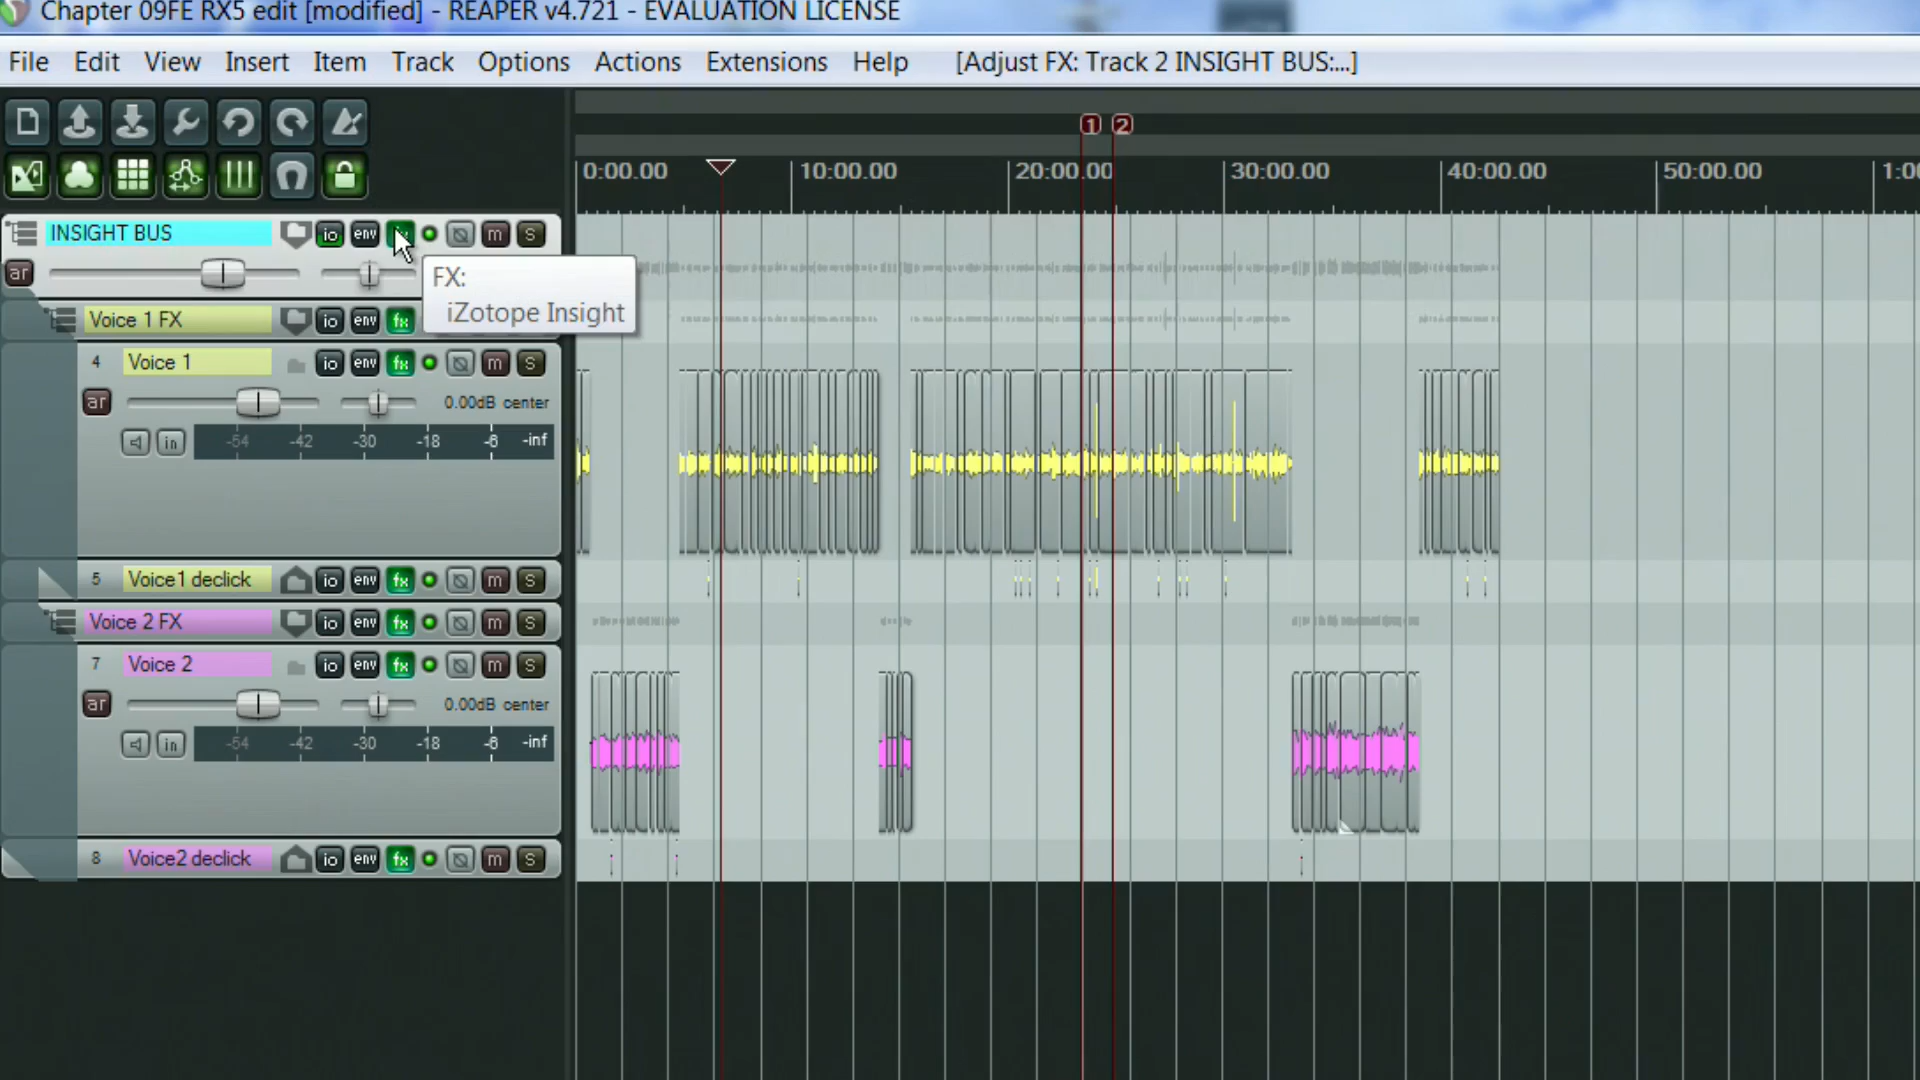 Chapter 09FE RX5 edit [modified] - REAPER v4.721 - EVALUATION LICENSE
File Edit View Insert Item Track Options Actions Extensions Help [Adjust FX: Track 2 INSIGHT BUS:...]
1 2
0:00.00 10:00.00 20:00.00 30:00.00 40:00.00 50:00.00
INSIGHT BUS io env m S
ar
FX:
iZotope Insight
Voice 1 FX io env fx
4 Voice 1 io env fx m S
ar 0.00dB center
in -54 -42 -30 -18 -6 -inf
5 Voice1 declick io env fx m S
Voice 2 FX io env fx m S
7 Voice 2 io env fx m S
ar 0.00dB center
in -54 -42 -30 -18 -6 -inf
8 Voice2 declick io env fx m S